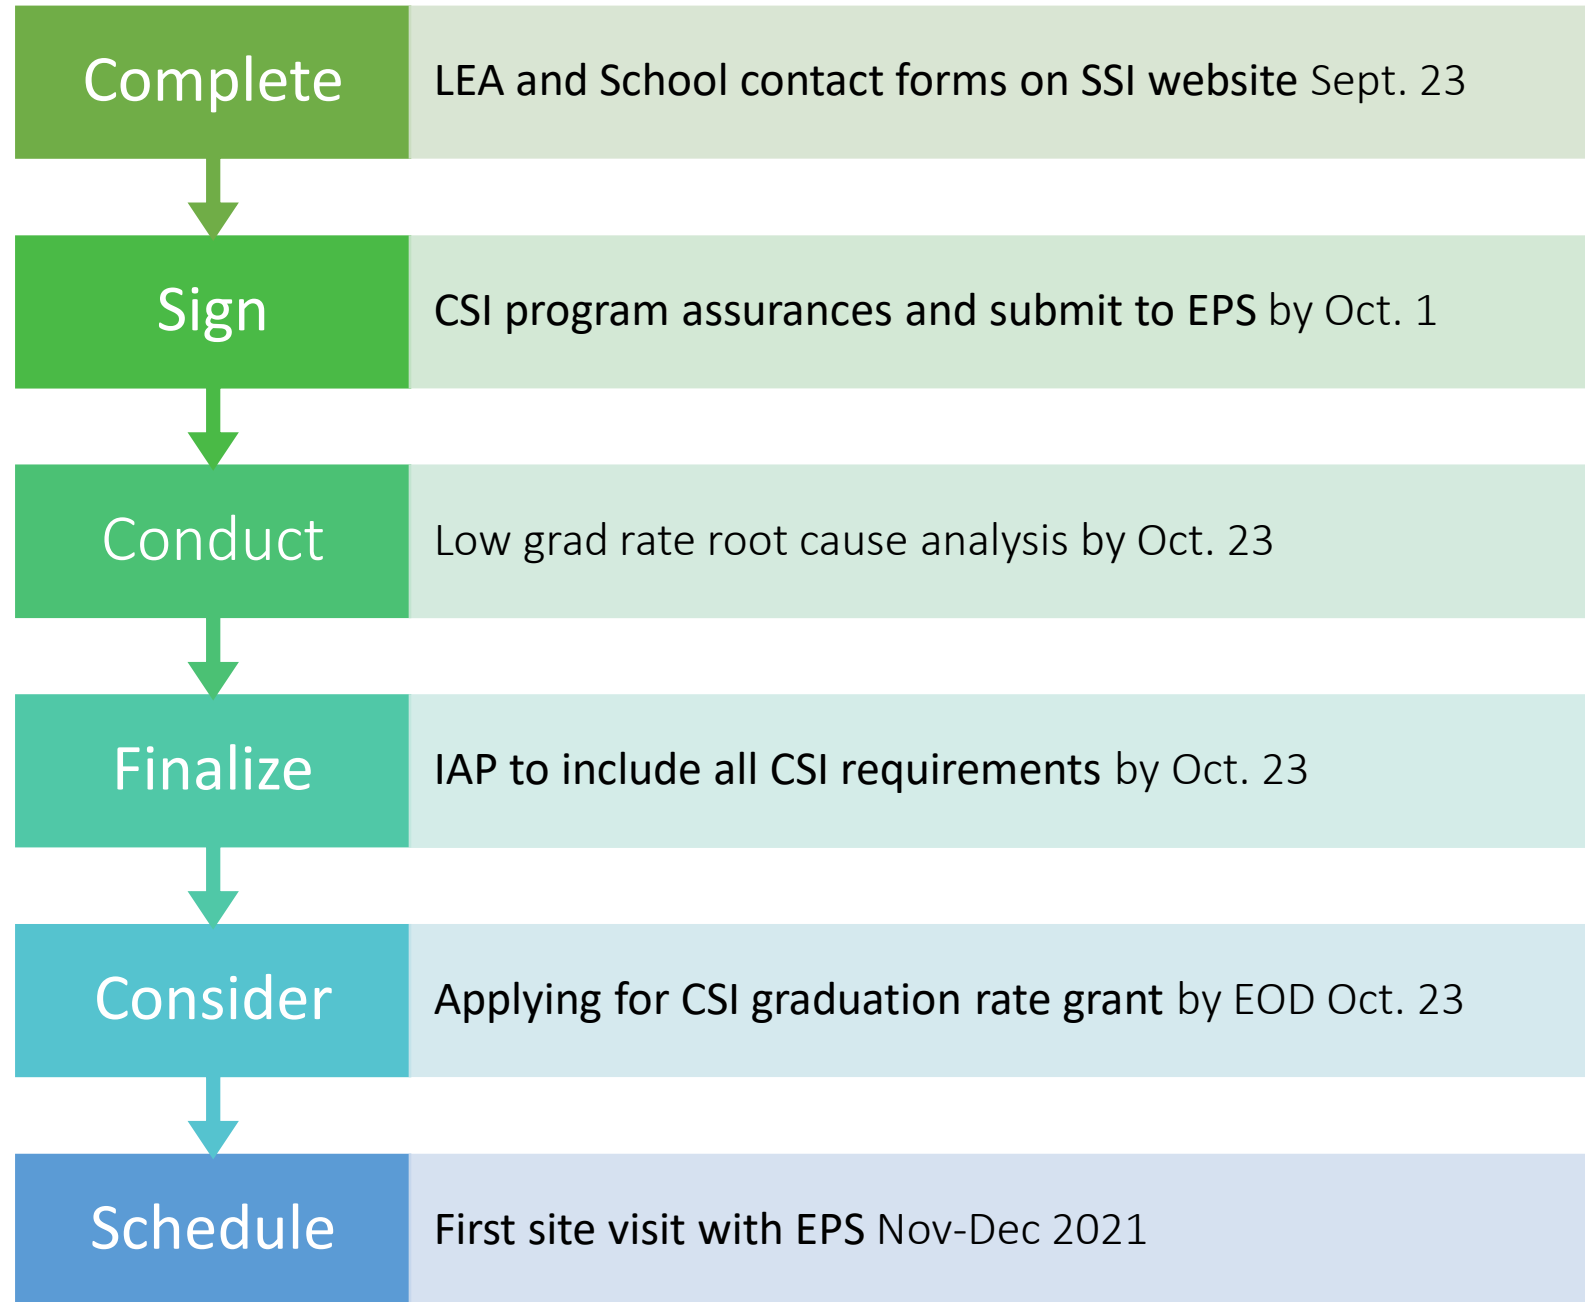 Complete
LEA and School contact forms on SSI website Sept. 23
Sign
CSI program assurances and submit to EPS by Oct. 1
Conduct
Low grad rate root cause analysis by Oct. 23
Finalize
IAP to include all CSI requirements by Oct. 23
Consider
Applying for CSI graduation rate grant by EOD Oct. 23
Schedule
First site visit with EPS Nov-Dec 2021